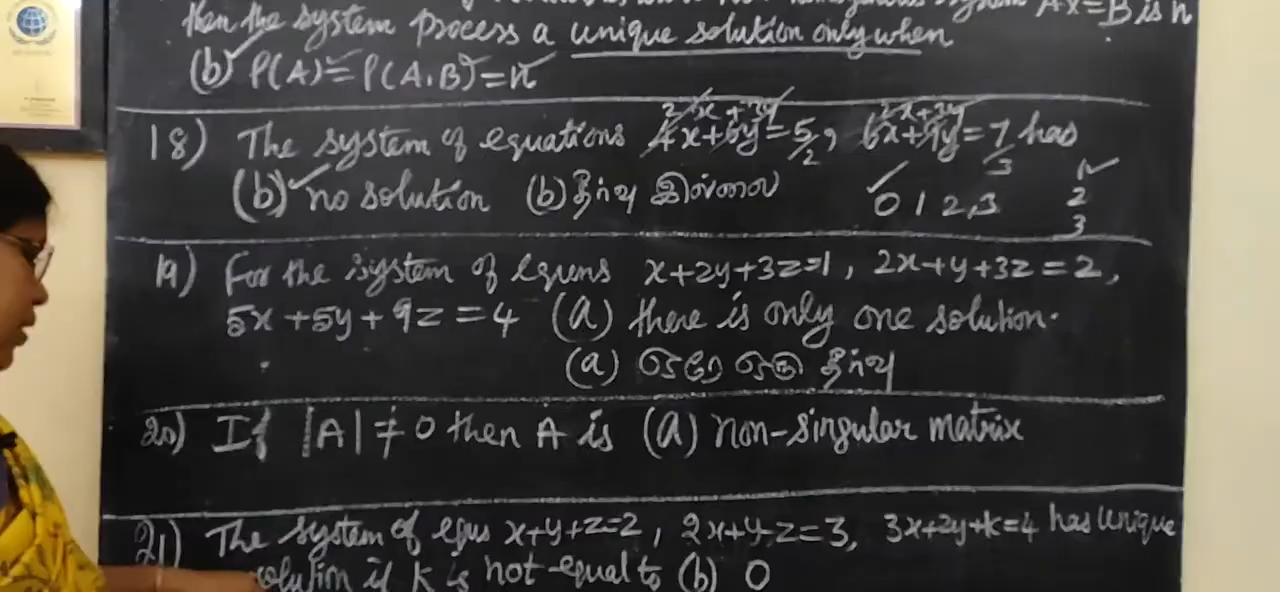 system AX=B is n
then the system process a unique solution only when
(b) ρ(A)=ρ(A,B)=n
18) The system of equations 4x+6y=5, 6x+9y=7 has
2x+3y 2x+3y
2 3
(b) no solution (b) தீர்வு இல்லை 0 1 2,3
1
2
3
19) For the system of equns x+2y+3z=1, 2x+y+3z=2,
5x+5y+9z=4 (a) there is only one solution.
(a) ஒரே ஒரு தீர்வு
20) If |A|≠0 then A is (a) non-singular matrix
21) The system of equs x+y+z=2, 2x+y-z=3, 3x+2y+k=4 has unique
solution if k is not equal to (b) 0